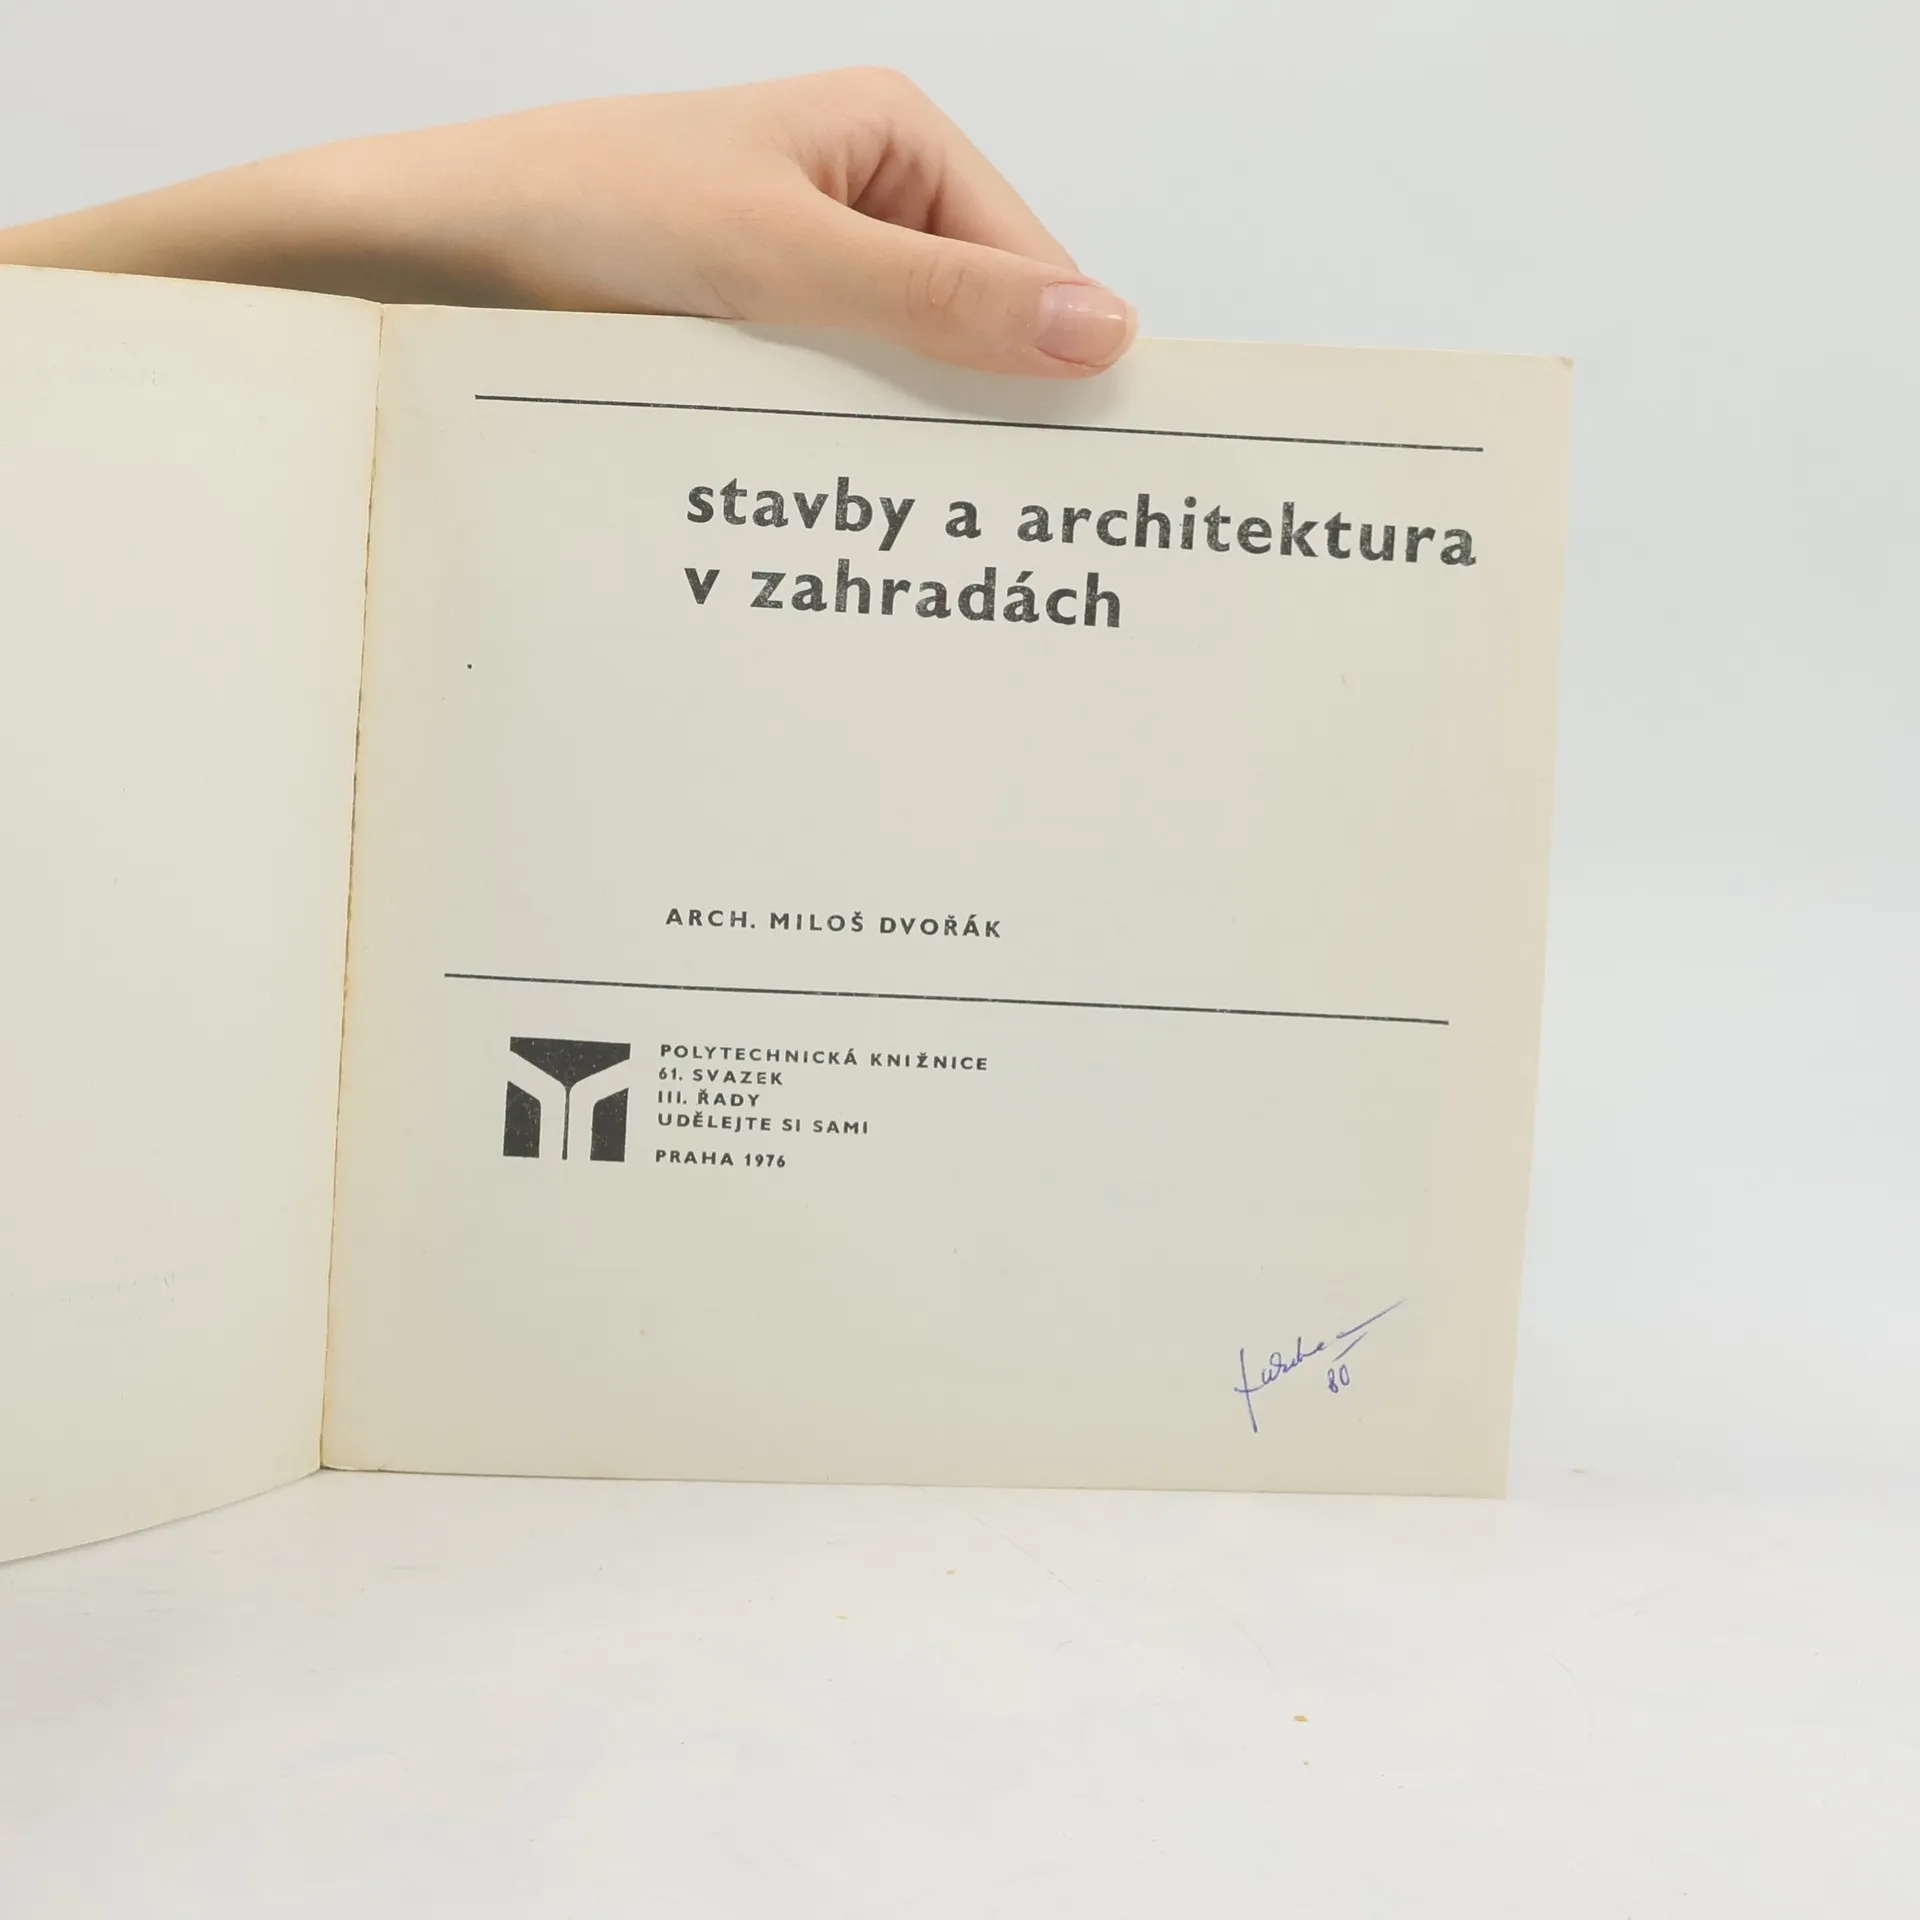 stavby a architektura
v zahradách
ARCH. MILOŠ DVOŘÁK
POLYTECHNICKÁ KNIŽNICE
61. SVAZEK
III. ŘADY
UDĚLEJTE SI SAMI
PRAHA 1976
80